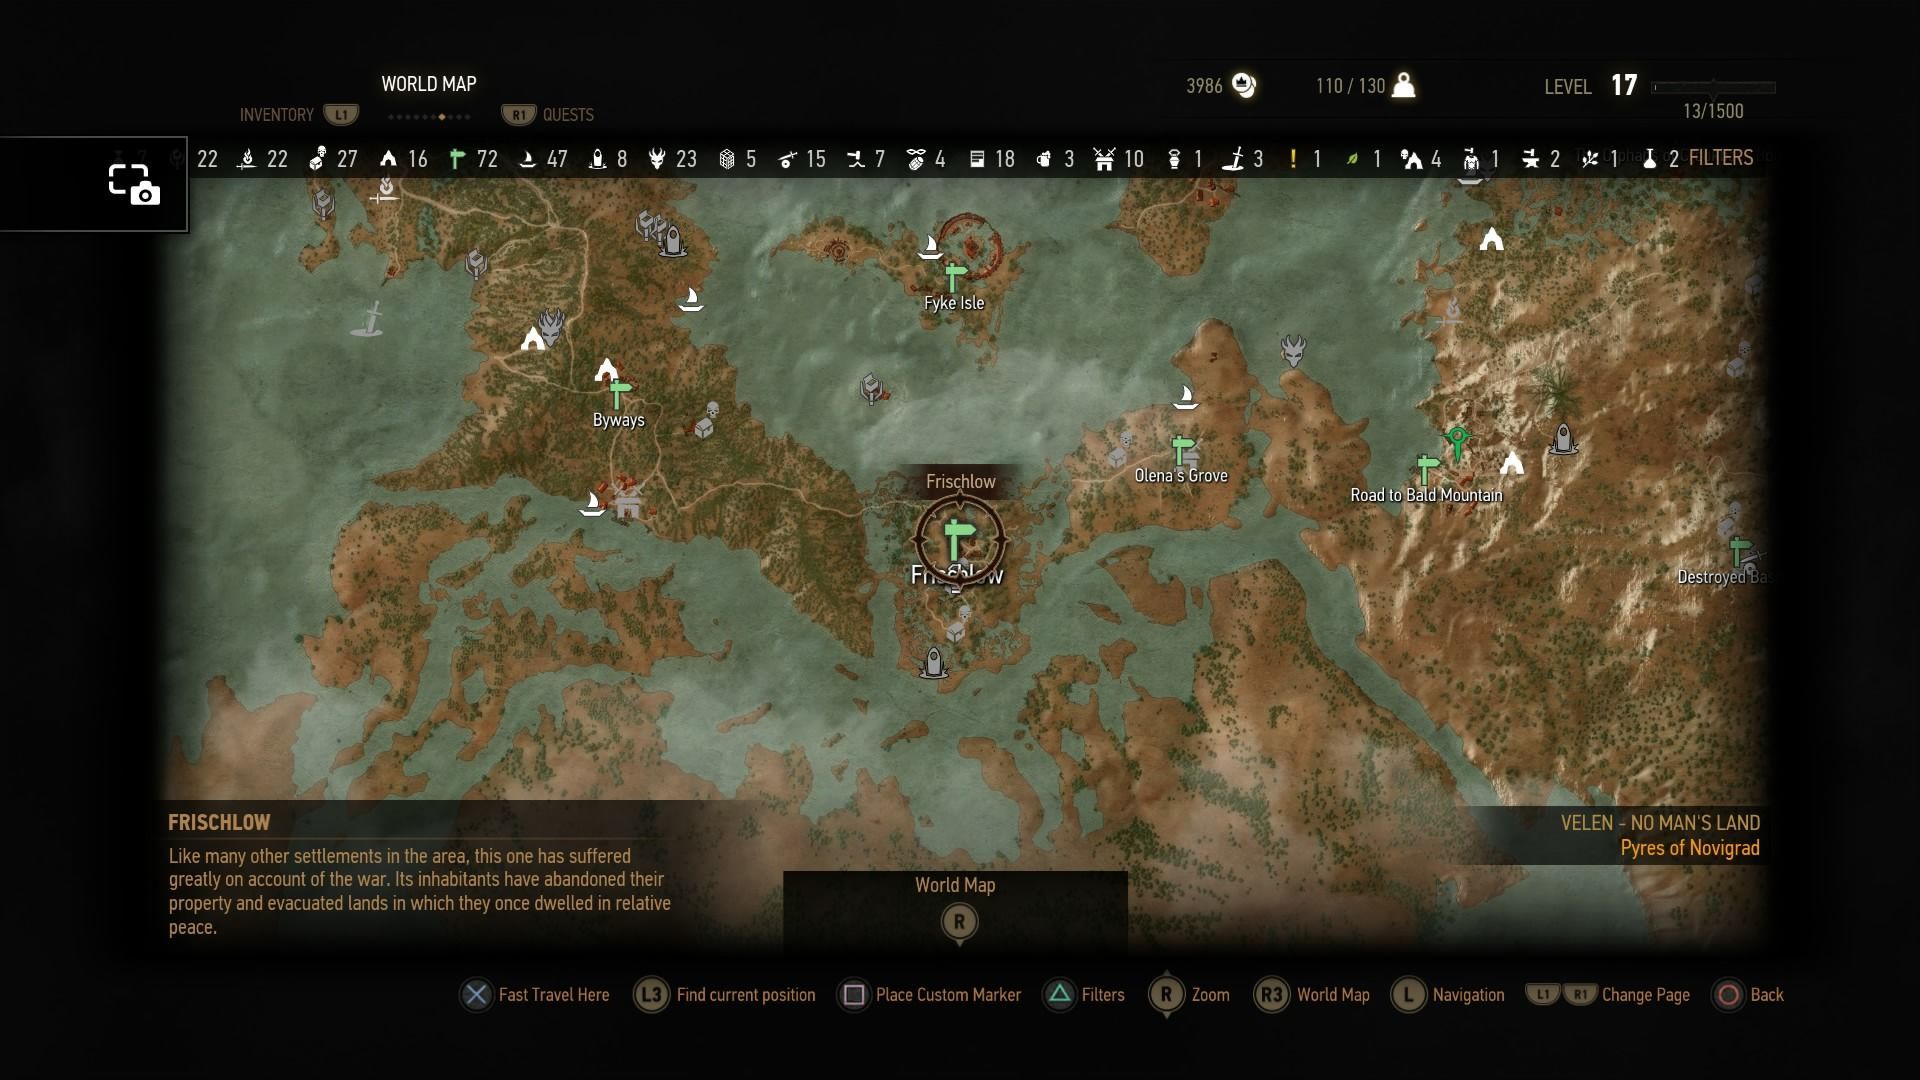 WORLD MAP
INVENTORY L1 R1 QUESTS
3986 110 / 130 LEVEL 17
13/1500
22 22 27 16 72 47 8 23 5 15 7 4 18 3 10 1 3 ! 1 1 4 1 2 1 2 FILTERS
Fyke Isle
Byways
Olena's Grove
Frischlow
Road to Bald Mountain
Frischlow
Destroyed Bas
FRISCHLOW
Like many other settlements in the area, this one has suffered
greatly on account of the war. Its inhabitants have abandoned their
property and evacuated lands in which they once dwelled in relative
peace.
VELEN - NO MAN'S LAND
Pyres of Novigrad
World Map
R
Fast Travel Here L3 Find current position Place Custom Marker Filters R Zoom R3 World Map L Navigation L1 R1 Change Page Back